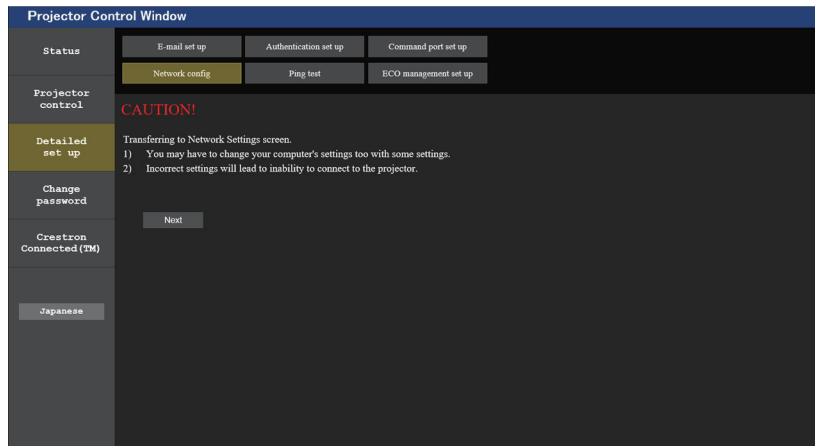 Projector Control Window
Status
Projector
control
Detailed
set up
Change
password
Crestron
Connected(TM)
Japanese
E-mail set up
Authentication set up
Command port set up
Network config
Ping test
ECO management set up
CAUTION!
Transferring to Network Settings screen.
1) You may have to change your computer's settings too with some settings.
2) Incorrect settings will lead to inability to connect to the projector.
Next